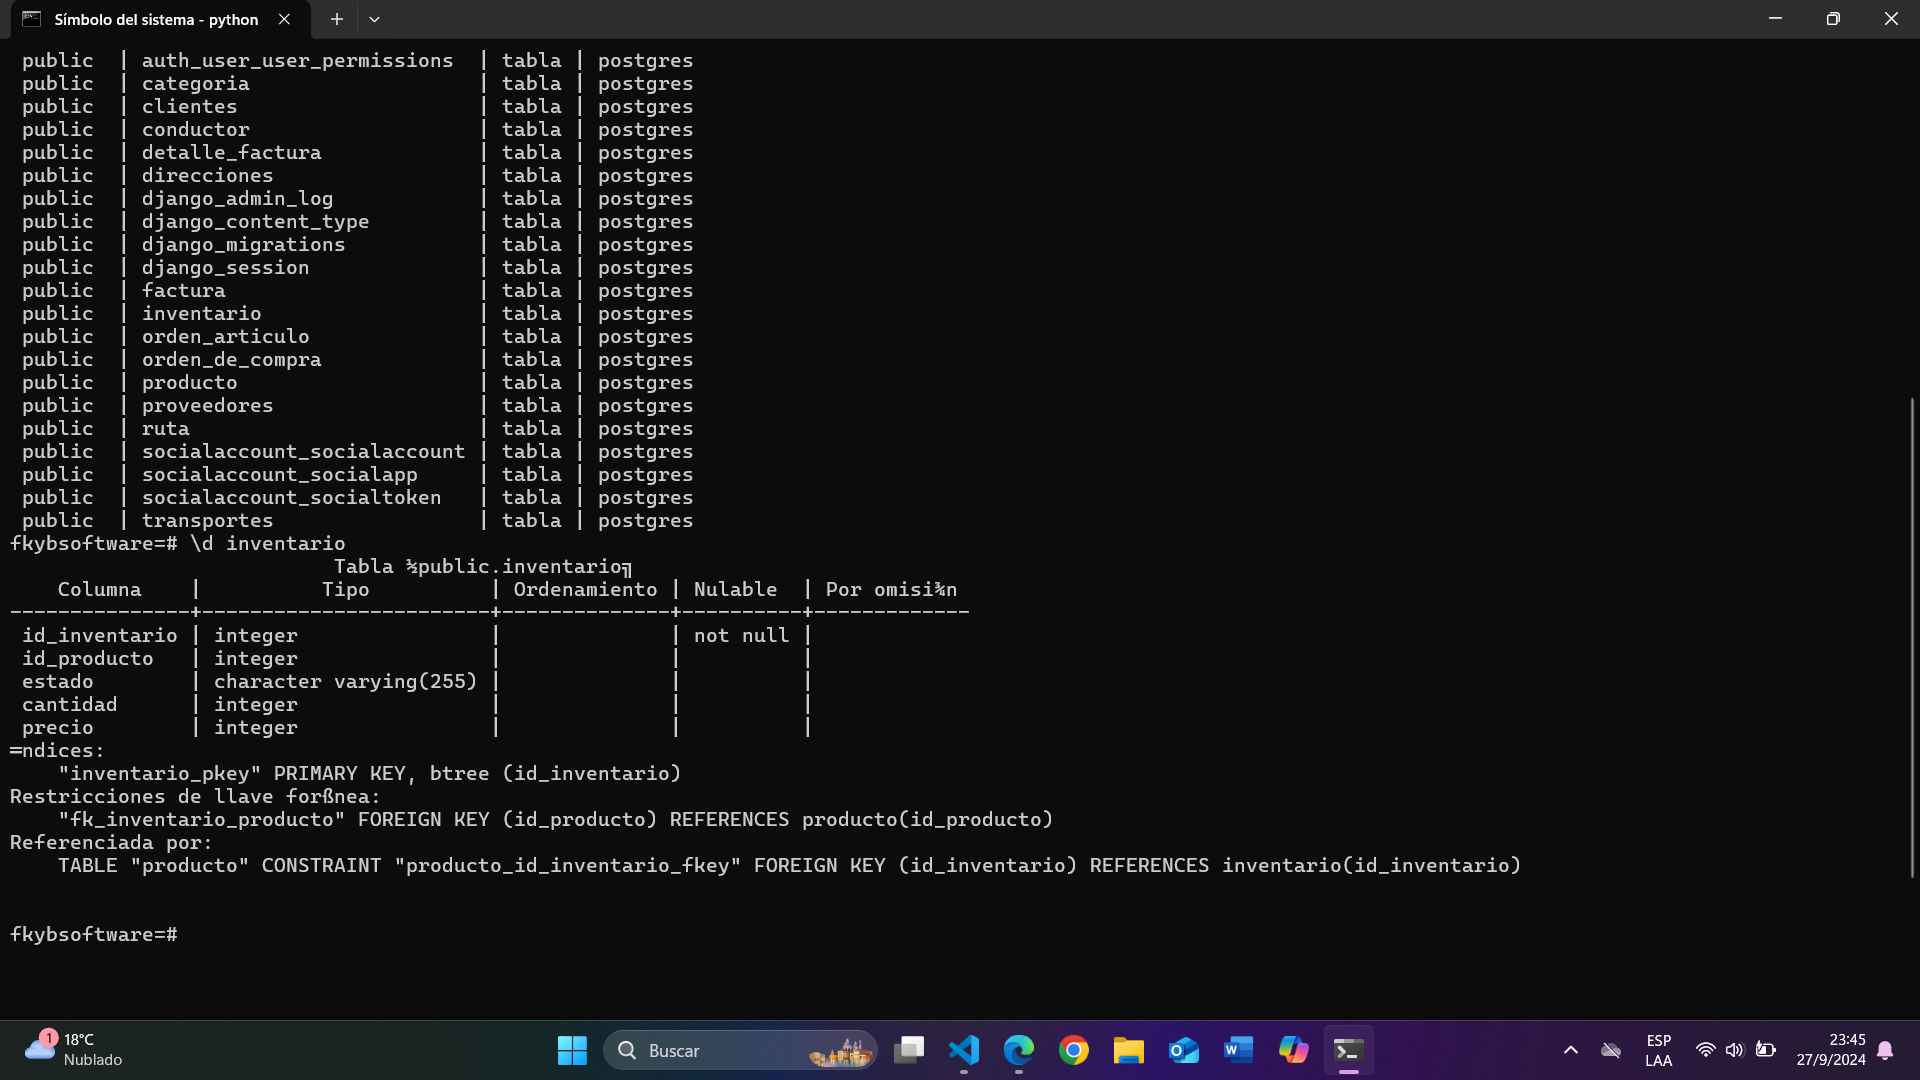 Símbolo del sistema - python
public | auth_user_user_permissions | tabla | postgres
public | categoria | tabla | postgres
public | clientes | tabla | postgres
public | conductor | tabla | postgres
public | detalle_factura | tabla | postgres
public | direcciones | tabla | postgres
public | django_admin_log | tabla | postgres
public | django_content_type | tabla | postgres
public | django_migrations | tabla | postgres
public | django_session | tabla | postgres
public | factura | tabla | postgres
public | inventario | tabla | postgres
public | orden_articulo | tabla | postgres
public | orden_de_compra | tabla | postgres
public | producto | tabla | postgres
public | proveedores | tabla | postgres
public | ruta | tabla | postgres
public | socialaccount_socialaccount | tabla | postgres
public | socialaccount_socialapp | tabla | postgres
public | socialaccount_socialtoken | tabla | postgres
public | transportes | tabla | postgres
fkybsoftware=# \d inventario
Tabla ½public.inventario╗
Columna | Tipo | Ordenamiento | Nulable | Por omisi¾n
---------------+------------------------+--------------+----------+-------------
id_inventario | integer | | not null |
id_producto | integer | | |
estado | character varying(255) | | |
cantidad | integer | | |
precio | integer | | |
═ndices:
"inventario_pkey" PRIMARY KEY, btree (id_inventario)
Restricciones de llave forßnea:
"fk_inventario_producto" FOREIGN KEY (id_producto) REFERENCES producto(id_producto)
Referenciada por:
TABLE "producto" CONSTRAINT "producto_id_inventario_fkey" FOREIGN KEY (id_inventario) REFERENCES inventario(id_inventario)
fkybsoftware=#
1
18°C
Nublado
Buscar
ESP
LAA
23:45
27/9/2024